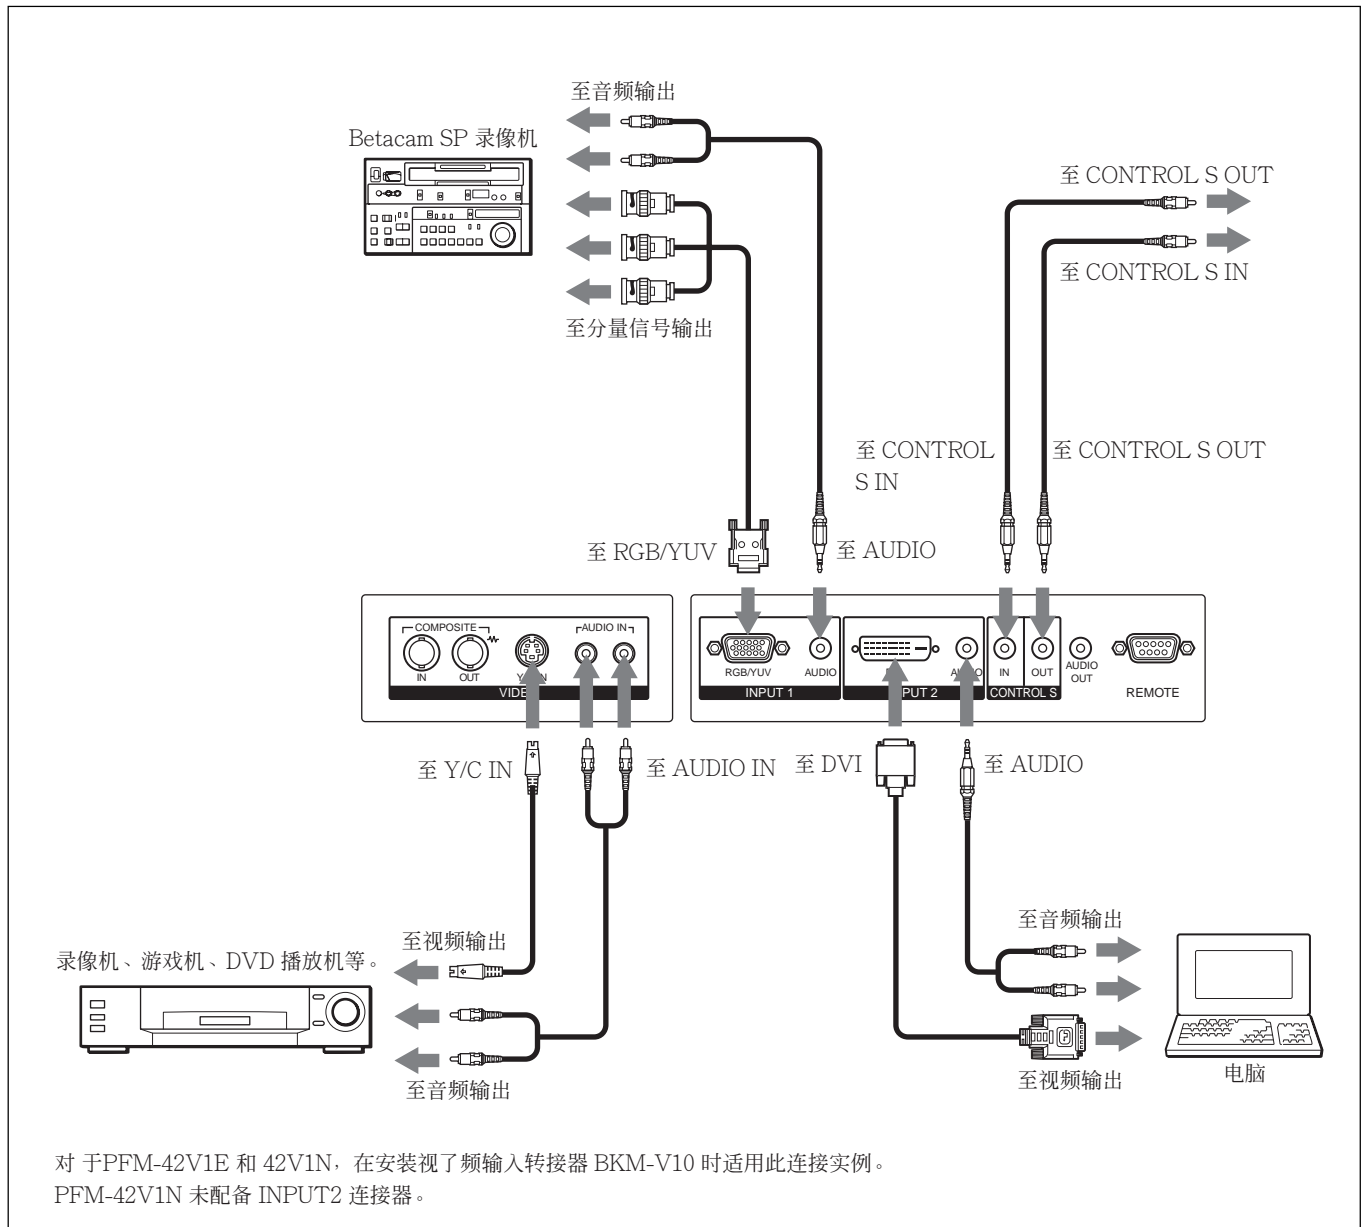 至音频输出
Betacam SP 录像机
至 CONTROL S OUT
至 CONTROL S IN
至分量信号输出
至 CONTROL
S IN
至 CONTROL S OUT
至 RGB/YUV
至 AUDIO
COMPOSITE
AUDIO IN
IN
OUT
RGB/YUV
AUDIO
IN
OUT
AUDIO
OUT
INPUT 1
CONTROL S
REMOTE
至 Y/C IN
至 AUDIO IN
至 DVI
至 AUDIO
至视频输出
录像机、游戏机、DVD 播放机等。
至音频输出
至音频输出
至视频输出
电脑
对 于PFM-42V1E 和 42V1N，在安装视了频输入转接器 BKM-V10 时适用此连接实例。
PFM-42V1N 未配备 INPUT2 连接器。